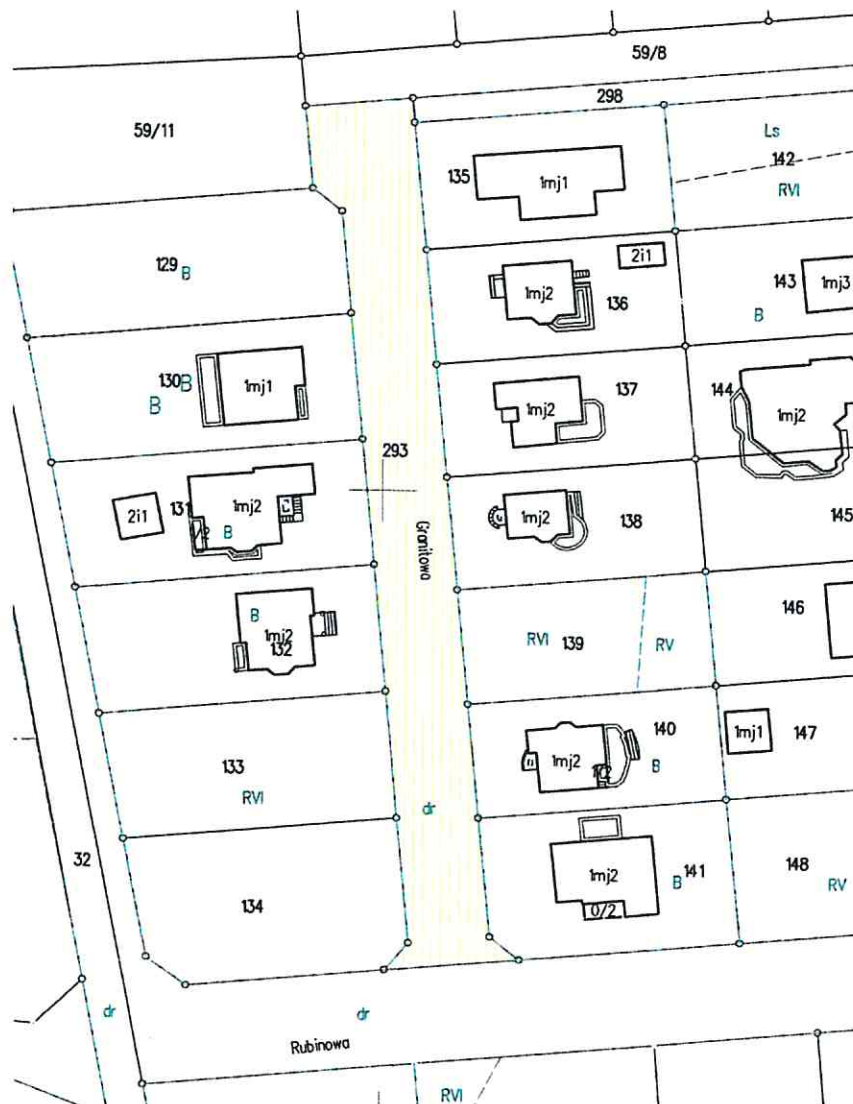 59/8
298
59/11
Ls
142
135
1mj1
RVI
129
B
2i1
143
1mj3
1mj2
136
B
130
B
1mj1
137
144
B
1mj2
1mj2
293
131
1mj2
2i1
B
1mj2
138
145
Granitowa
B
1mj2
132
146
RVI
139
RV
140
1mj1
147
133
1mj2
B
RVI
dr
32
1mj2
141
148
134
B
RV
0/2
dr
dr
Rubinowa
RVI